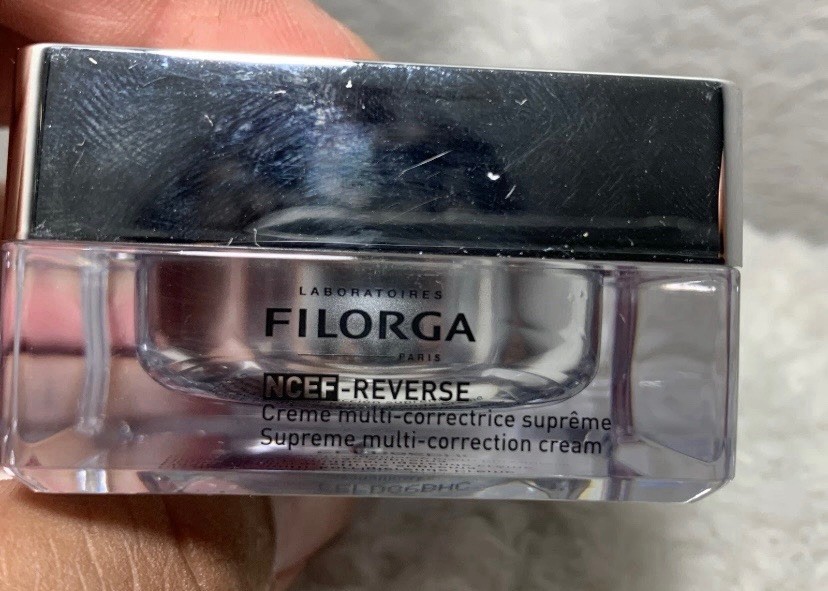 LABORATOIRES
FILORGA
PARIS
NCEF-REVERSE
Crème multi-correctrice suprême
Supreme multi-correction cream